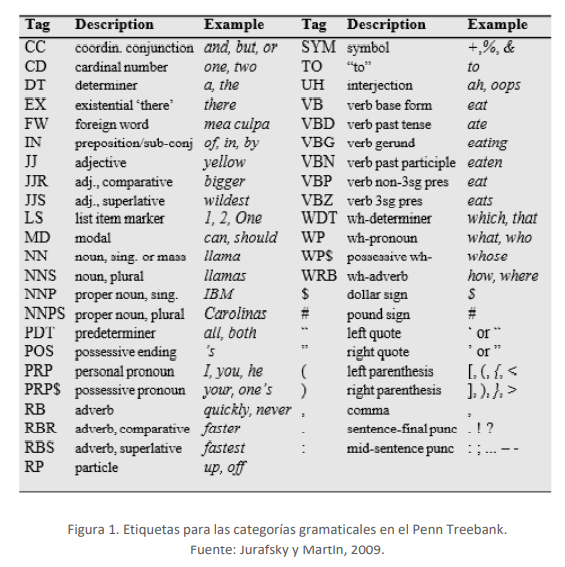 Tag Description Example Tag Description Example
CC coordin. conjunction and, but, or SYM symbol +,%, &
CD cardinal number one, two TO “to” to
DT determiner a, the UH interjection ah, oops
EX existential ‘there’ there VB verb base form eat
FW foreign word mea culpa VBD verb past tense ate
IN preposition/sub-conj of, in, by VBG verb gerund eating
JJ adjective yellow VBN verb past participle eaten
JJR adj., comparative bigger VBP verb non-3sg pres eat
JJS adj., superlative wildest VBZ verb 3sg pres eats
LS list item marker 1, 2, One WDT wh-determiner which, that
MD modal can, should WP wh-pronoun what, who
NN noun, sing. or mass llama WP$ possessive wh- whose
NNS noun, plural llamas WRB wh-adverb how, where
NNP proper noun, sing. IBM $ dollar sign $
NNPS proper noun, plural Carolinas # pound sign #
PDT predeterminer all, both “ left quote ‘ or “
POS possessive ending ’s ” right quote ’ or ”
PRP personal pronoun I, you, he ( left parenthesis [, (, {, <
PRP$ possessive pronoun your, one’s ) right parenthesis ], ), }, >
RB adverb quickly, never , comma ,
RBR adverb, comparative faster . sentence-final punc . ! ?
RBS adverb, superlative fastest : mid-sentence punc : ; ... – -
RP particle up, off
Figura 1. Etiquetas para las categorías gramaticales en el Penn Treebank.
Fuente: Jurafsky y Martin, 2009.